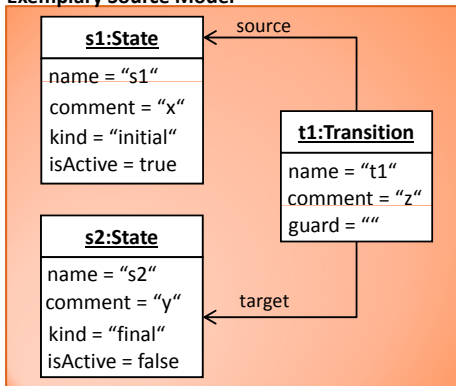 Exemplary Source Model
s1:State
name = “s1“
comment = “x“
kind = “initial“
isActive = true
source
t1:Transition
name = “t1“
comment = “z“
guard = “”
s2:State
name = “s2“
comment = “y“
kind = “final“
isActive = false
target